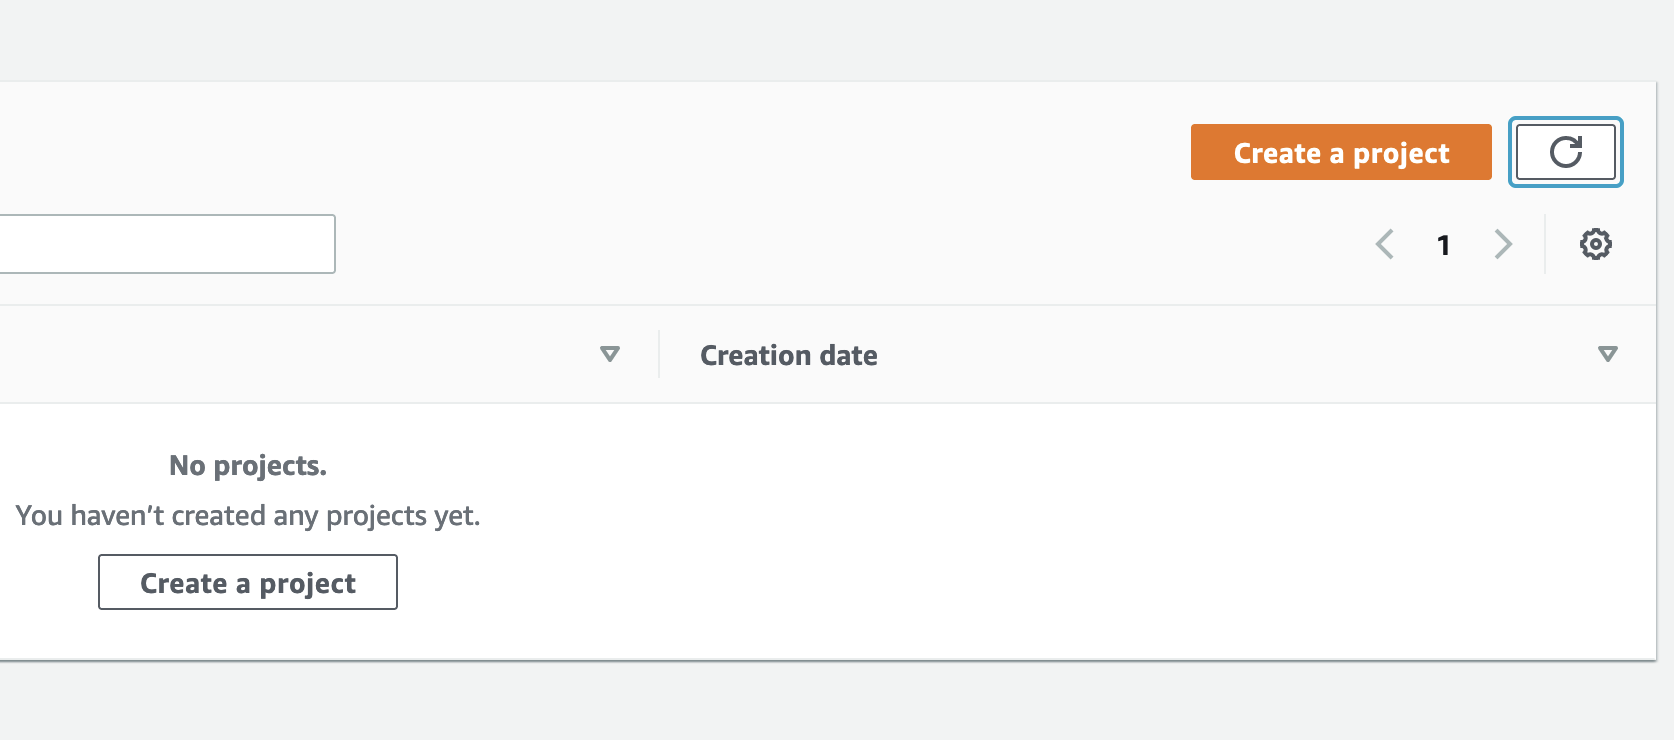 Create a project
1
Creation date
No projects.
You haven't created any projects yet.
Create a project